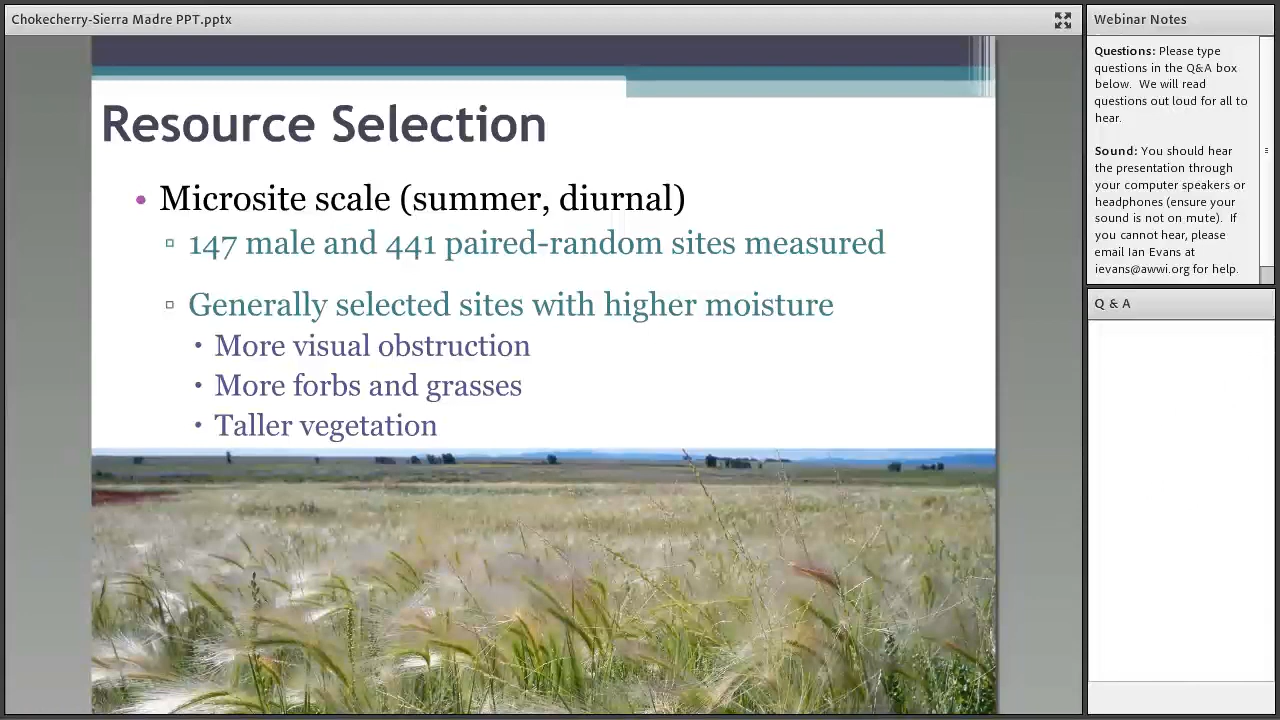 Chokecherry-Sierra Madre PPT.pptx
Resource Selection
• Microsite scale (summer, diurnal)
▫ 147 male and 441 paired-random sites measured
▫ Generally selected sites with higher moisture
• More visual obstruction
• More forbs and grasses
• Taller vegetation
Webinar Notes
Questions: Please type
questions in the Q&A box
below. We will read
questions out loud for all to
hear.
Sound: You should hear
the presentation through
your computer speakers or
headphones (ensure your
sound is not on mute). If
you cannot hear, please
email Ian Evans at
ievans@awwi.org for help.
Q & A